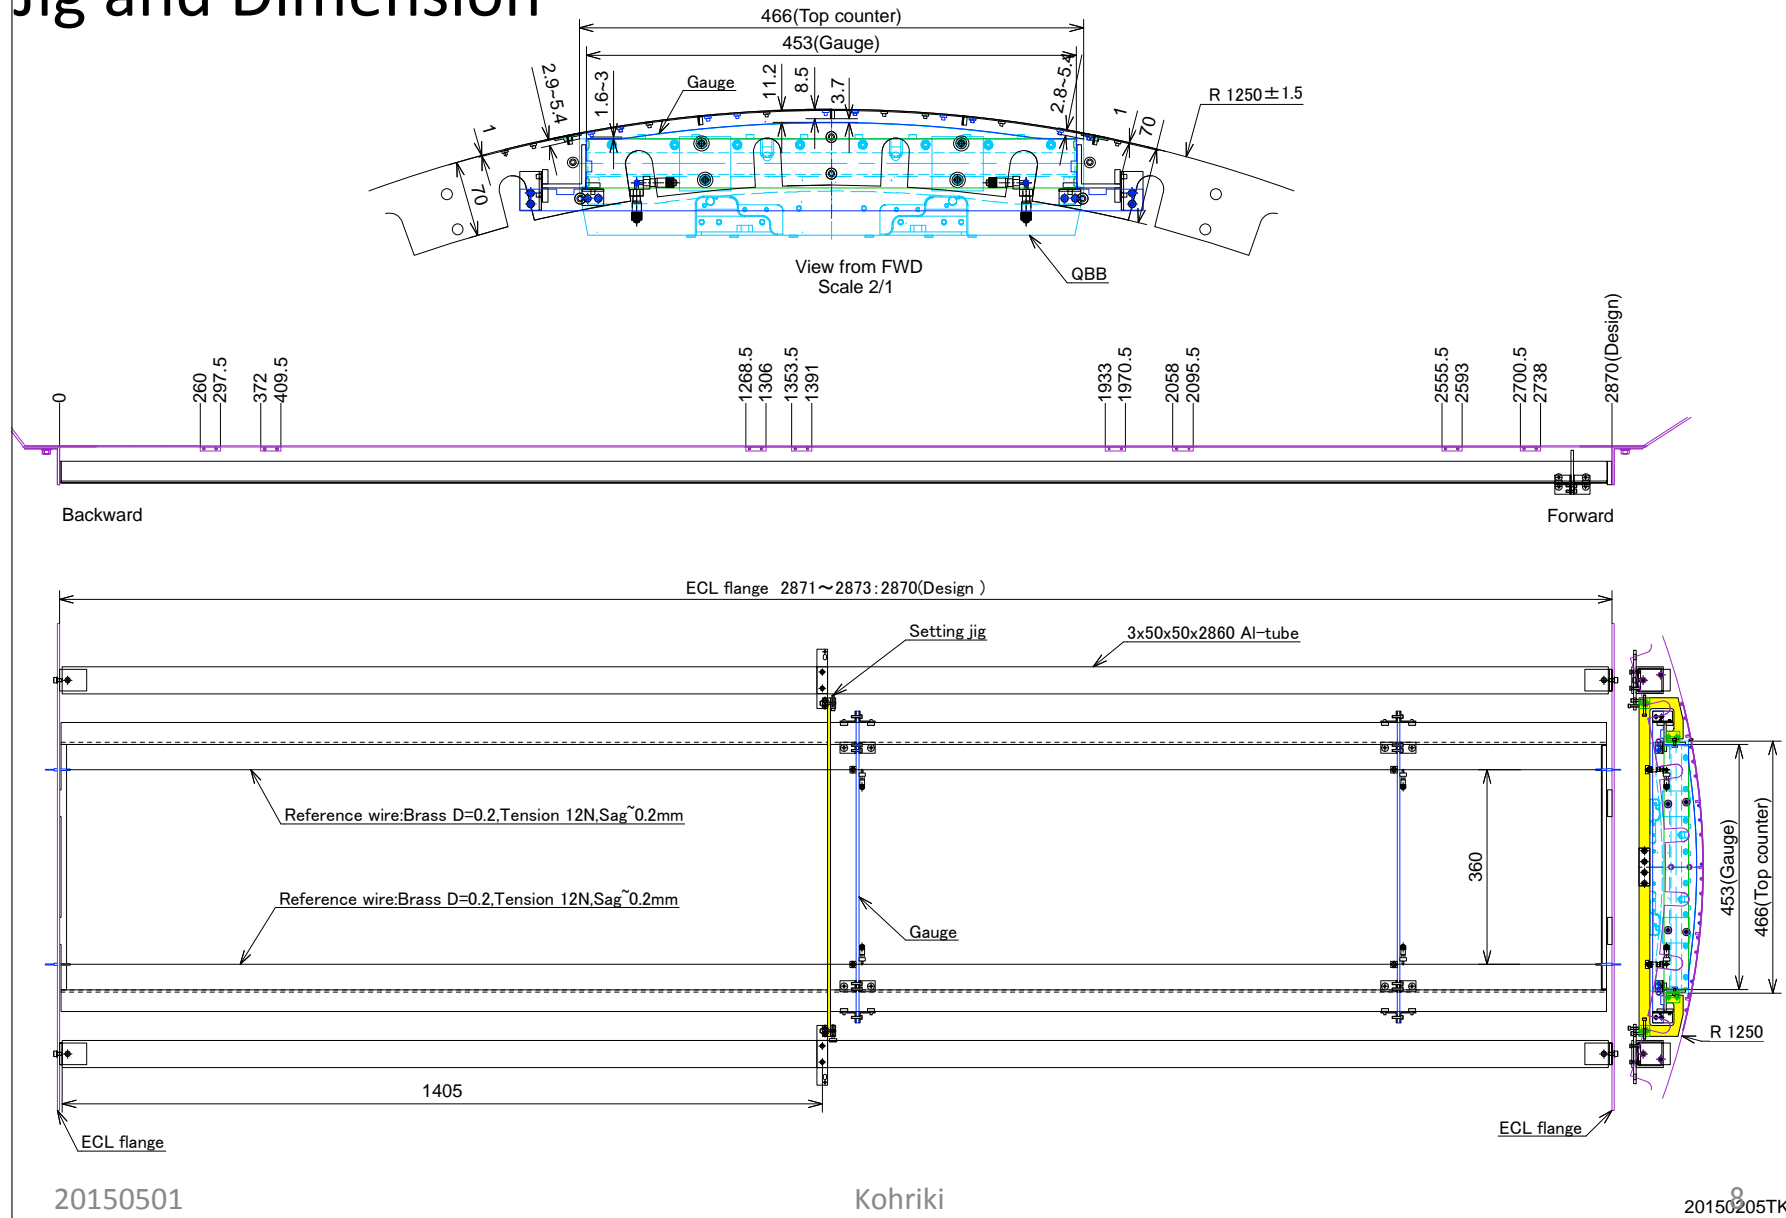 Jig and Dimension
466(Top counter)
453(Gauge)
2.9~5.4
1.6~3
Gauge
11.2
8.5
3.7
2.8~5.4
R 1250±1.5
1
70
1
70
View from FWD
Scale 2/1
QBB
0
260
297.5
372
409.5
1268.5
1306
1353.5
1391
1933
1970.5
2058
2095.5
2555.5
2593
2700.5
2738
2870(Design)
Backward
Forward
ECL flange 2871～2873:2870(Design )
Setting jig
3x50x50x2860 Al-tube
Reference wire:Brass D=0.2,Tension 12N,Sag~0.2mm
Reference wire:Brass D=0.2,Tension 12N,Sag~0.2mm
Gauge
360
453(Gauge)
466(Top counter)
R 1250
1405
ECL flange
ECL flange
20150501
Kohriki
8
20150205TK